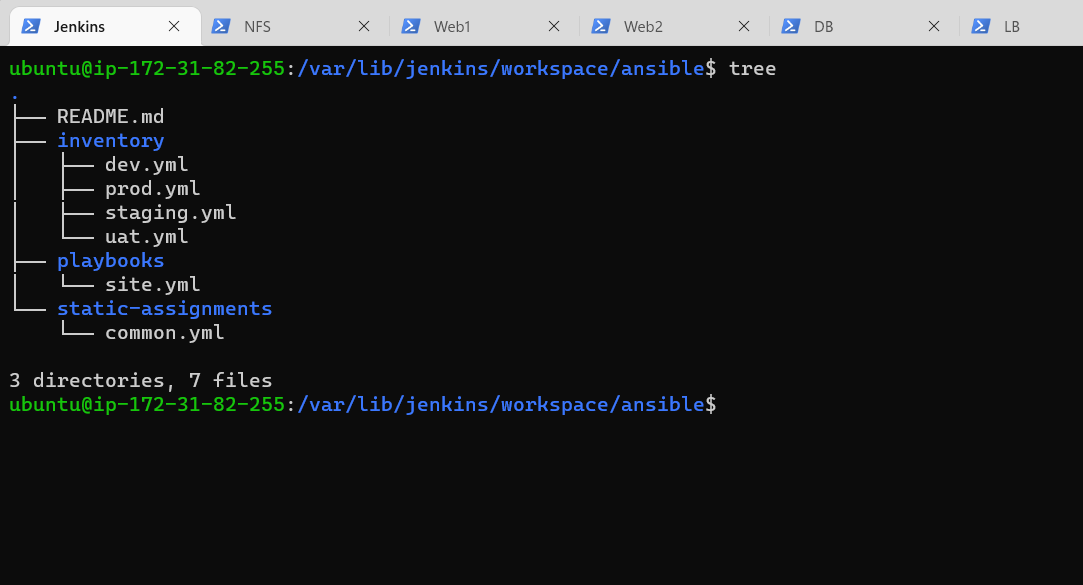 Jenkins NFS Web1 Web2 DB LB
ubuntu@ip-172-31-82-255:/var/lib/jenkins/workspace/ansible$ tree
.
├── README.md
├── inventory
│   ├── dev.yml
│   ├── prod.yml
│   ├── staging.yml
│   └── uat.yml
├── playbooks
│   └── site.yml
└── static-assignments
    └── common.yml
3 directories, 7 files
ubuntu@ip-172-31-82-255:/var/lib/jenkins/workspace/ansible$